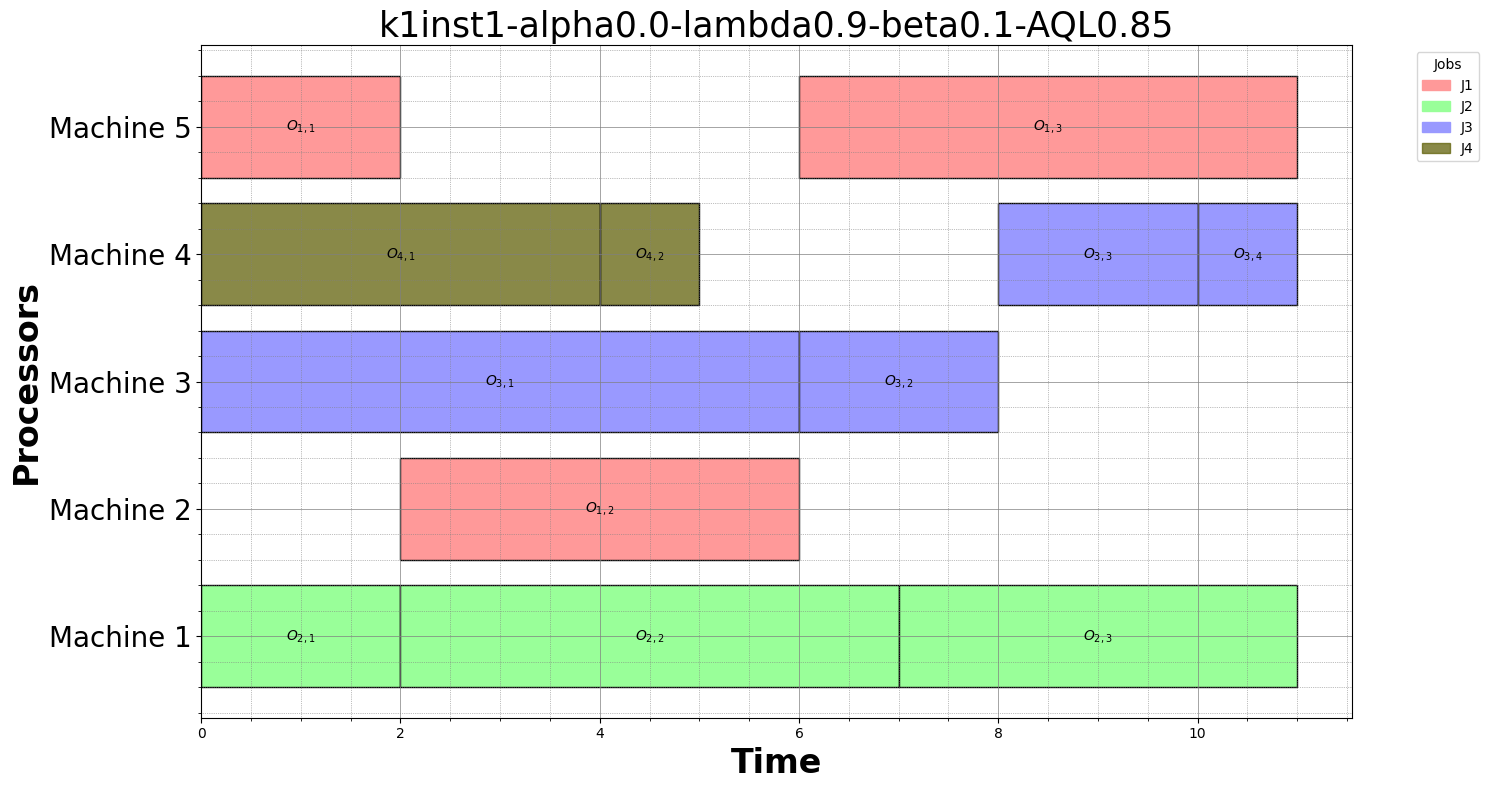 k1inst1-alpha0.0-lambda0.9-beta0.1-AQL0.85
Jobs
J1
J2
J3
J4
Processors
Machine 5
O1,1
O1,3
Machine 4
O4,1
O4,2
O3,3
O3,4
Machine 3
O3,1
O3,2
Machine 2
O1,2
Machine 1
O2,1
O2,2
O2,3
0 2 4 6 8 10
Time